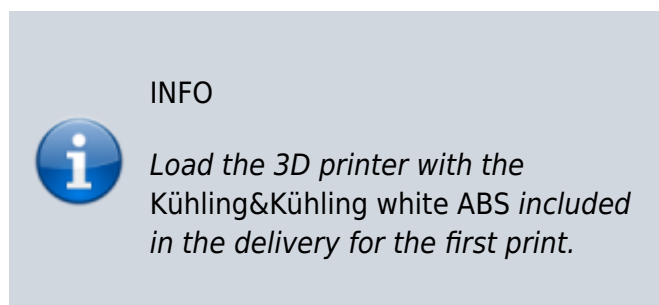 INFO
Load the 3D printer with the
Kühling&Kühling white ABS included
in the delivery for the first print.